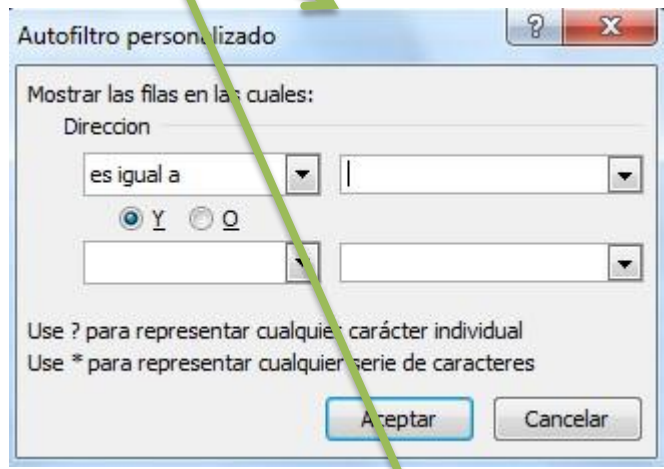 Autofiltro personalizado
Mostrar las filas en las cuales:
Direccion
es igual a
Y O
Use ? para representar cualquier carácter individual
Use * para representar cualquier serie de caracteres
Aceptar Cancelar